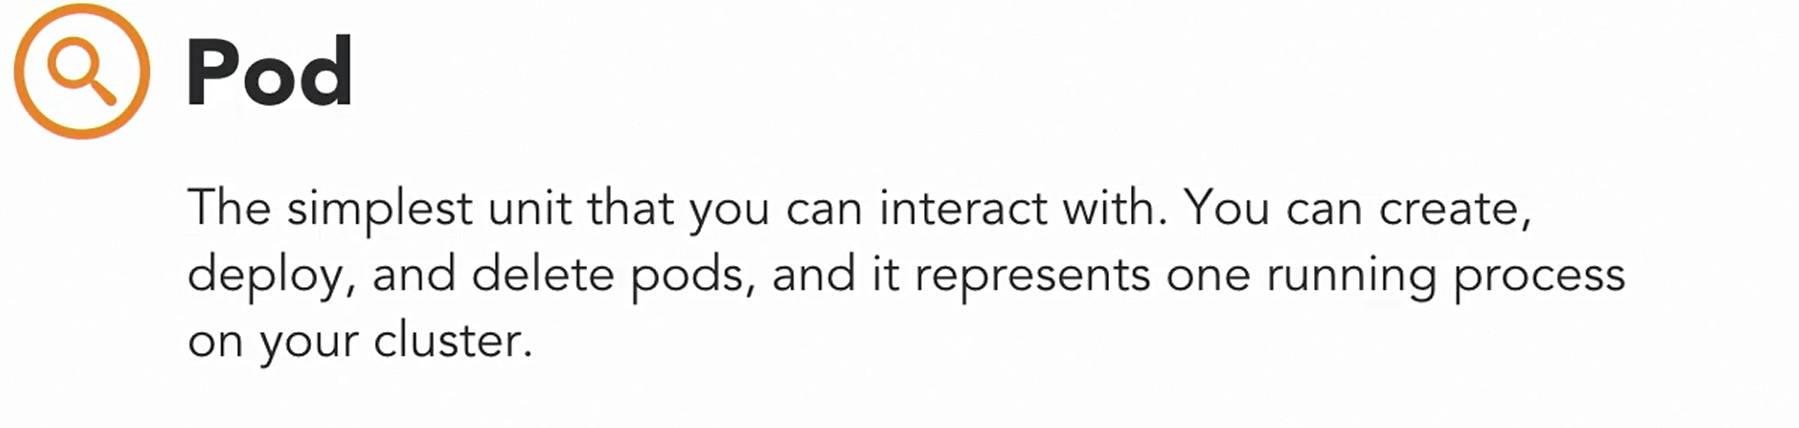 Pod
The simplest unit that you can interact with. You can create,
deploy, and delete pods, and it represents one running process
on your cluster.